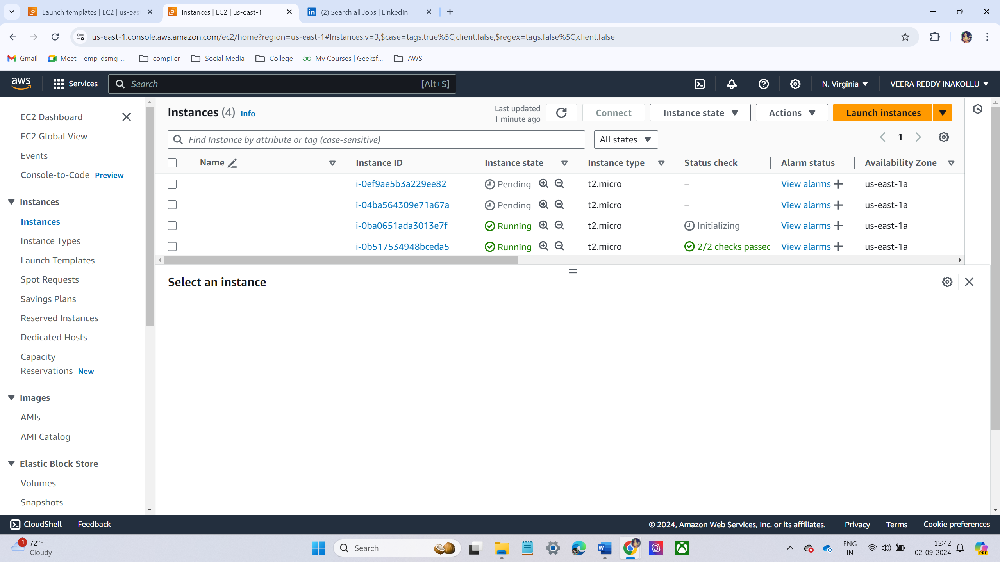 Launch templates | EC2 | us-eas
Instances | EC2 | us-east-1
(2) Search all Jobs | LinkedIn
us-east-1.console.aws.amazon.com/ec2/home?region=us-east-1#Instances:v=3;$case=tags:true%5C,client:false;$regex=tags:false%5C,client:false
Gmail
Meet – emp-dsmg-...
compiler
Social Media
College
My Courses | Geeksf...
AWS
aws
Services
Search
[Alt+S]
N. Virginia
VEERA REDDY INAKOLLU
EC2 Dashboard
EC2 Global View
Events
Console-to-Code Preview
Instances
Instances
Instance Types
Launch Templates
Spot Requests
Savings Plans
Reserved Instances
Dedicated Hosts
Capacity
Reservations New
Images
AMIs
AMI Catalog
Elastic Block Store
Volumes
Snapshots
Instances (4) Info
Last updated
1 minute ago
Connect
Instance state
Actions
Launch instances
Find Instance by attribute or tag (case-sensitive)
All states
1
Name Instance ID Instance state Instance type Status check Alarm status Availability Zone
i-0ef9ae5b3a229ee82 Pending t2.micro – View alarms us-east-1a
i-04ba564309e71a67a Pending t2.micro – View alarms us-east-1a
i-0ba0651ada3013e7f Running t2.micro Initializing View alarms us-east-1a
i-0b517534948bceda5 Running t2.micro 2/2 checks passed View alarms us-east-1a
Select an instance
CloudShell
Feedback
© 2024, Amazon Web Services, Inc. or its affiliates.
Privacy
Terms
Cookie preferences
1
72°F
Cloudy
Search
ENG
IN
12:42
02-09-2024
PRE